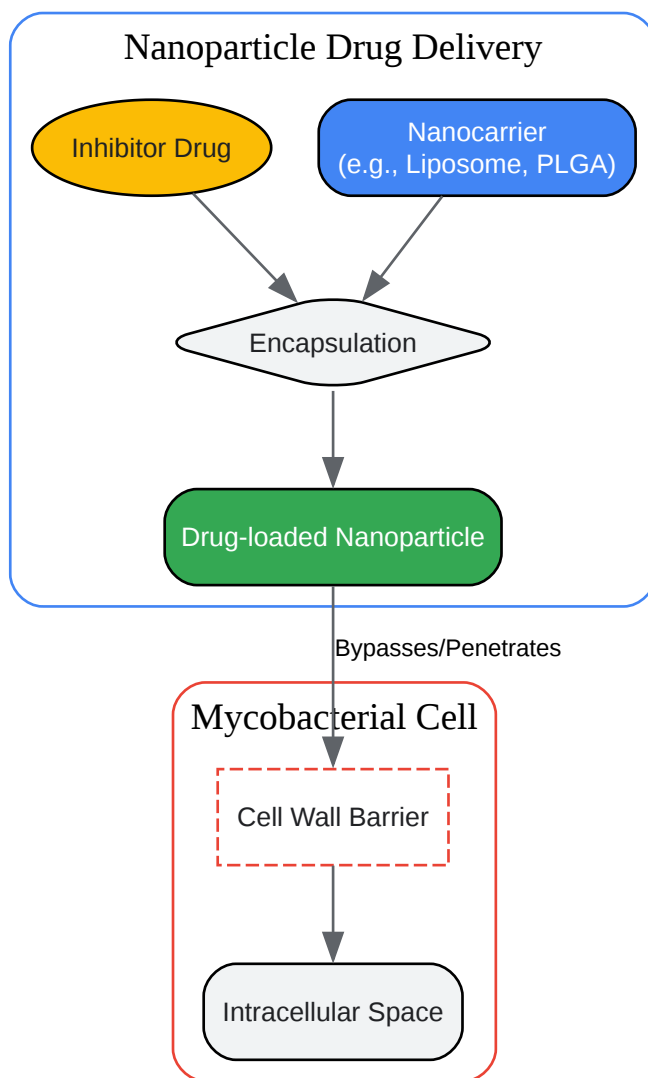 Nanoparticle Drug Delivery
Inhibitor Drug
Nanocarrier
(e.g., Liposome, PLGA)
Encapsulation
Drug-loaded Nanoparticle
Bypasses/Penetrates
Mycobacterial Cell
Cell Wall Barrier
Intracellular Space